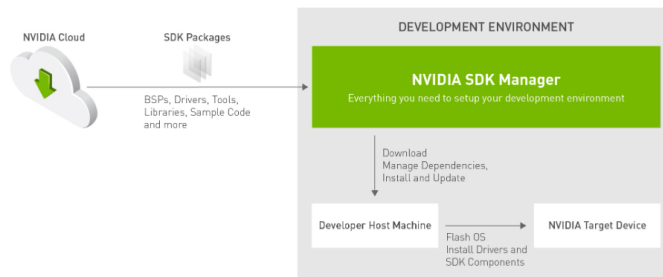 DEVELOPMENT ENVIRONMENT
NVIDIA Cloud
SDK Packages
BSPs, Drivers, Tools,
Libraries, Sample Code
and more
NVIDIA SDK Manager
Everything you need to setup your development environment
Download
Manage Dependencies,
Install and Update
Developer Host Machine
Flash OS
Install Drivers and
SDK Components
NVIDIA Target Device